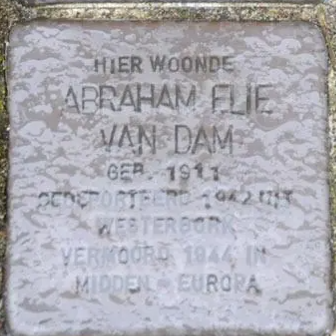 HIER WOONDE
ABRAHAM ELIE
VAN DAM
GEB. 1911
GEDEPORTEERD 1942 UIT
WESTERBORK
VERMOORD 1944 IN
MIDDEN-EUROPA